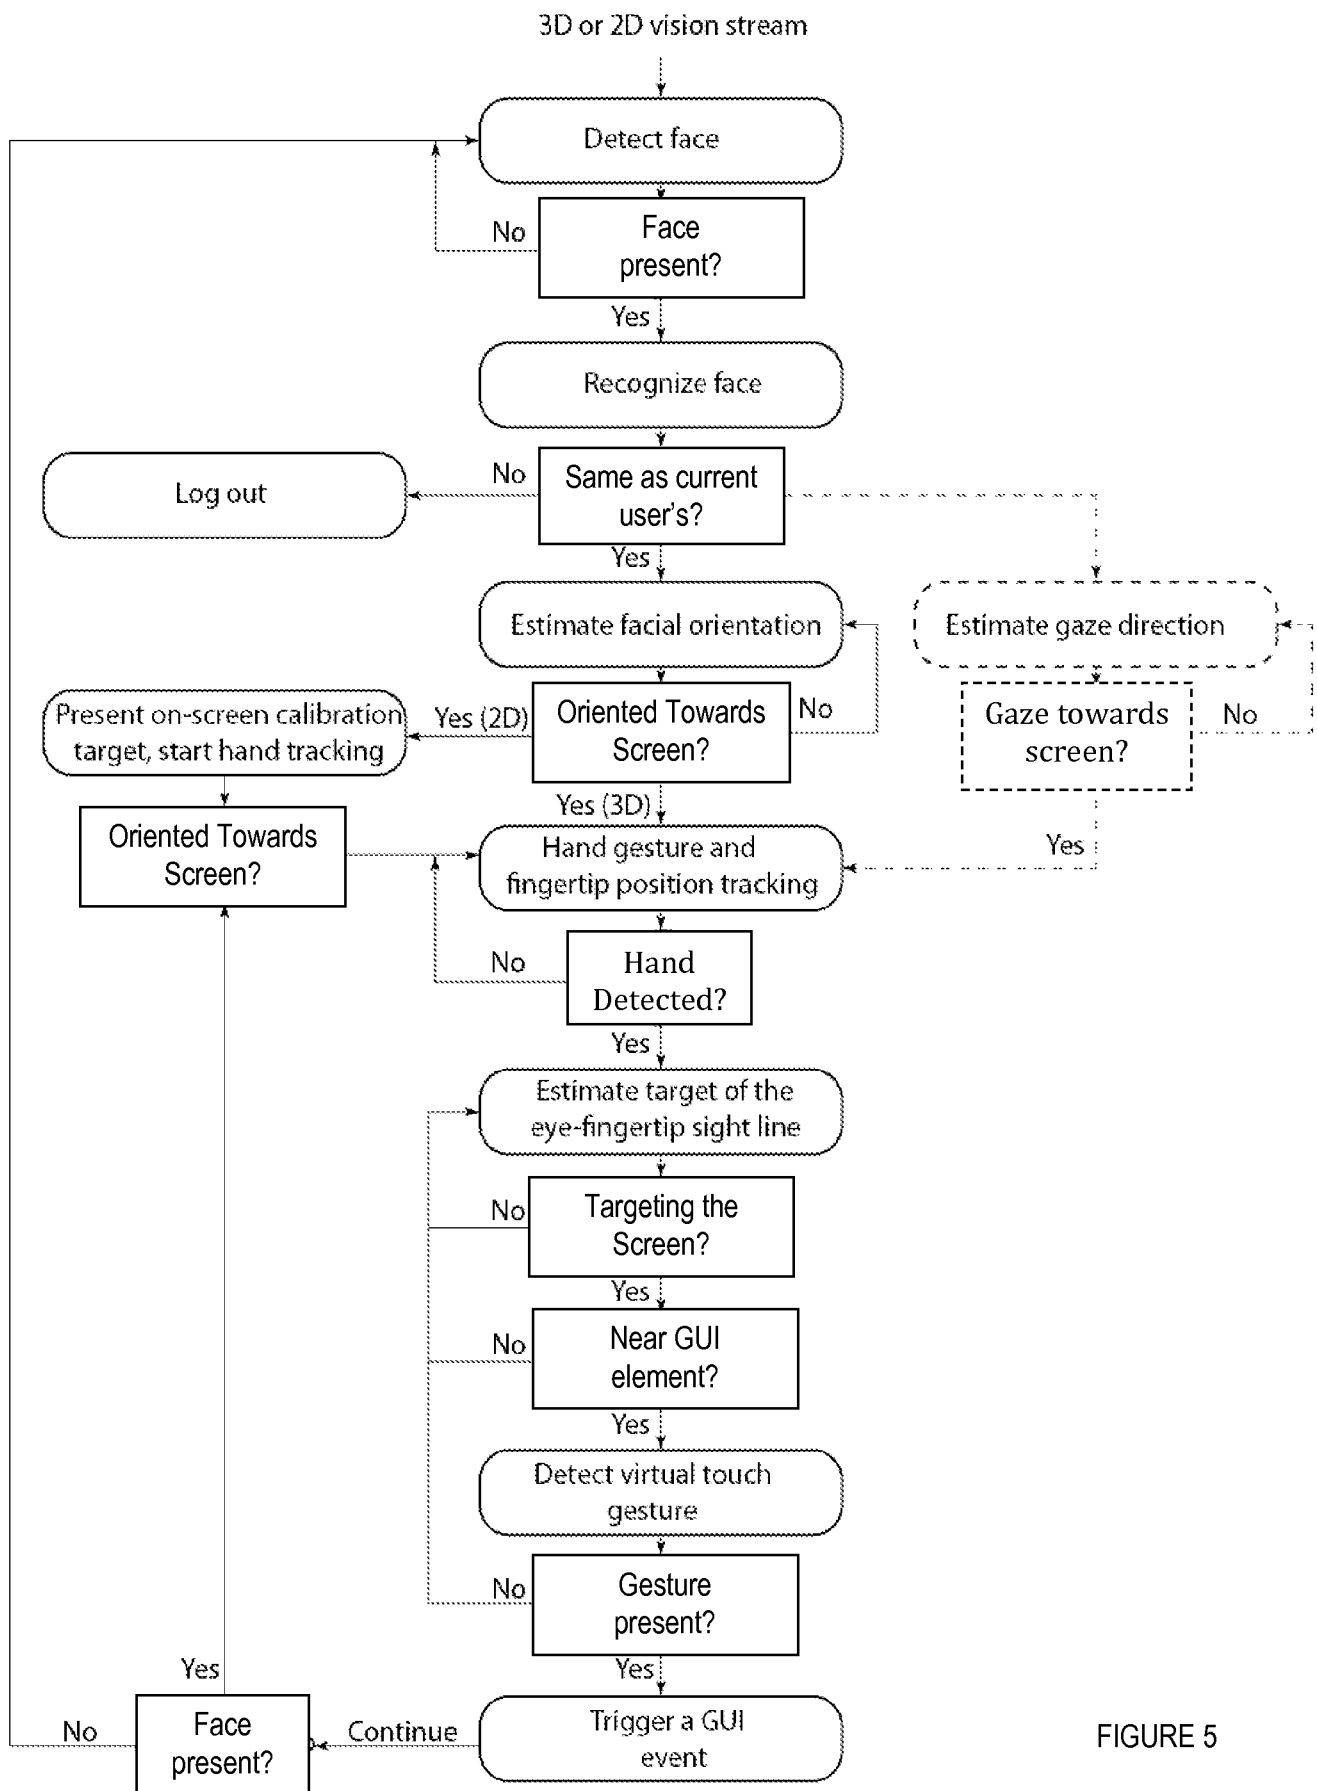 3D or 2D vision stream
Detect face
No
Face
present?
Yes
Recognize face
Log out
No
Same as current
user's?
Yes
Estimate facial orientation
Estimate gaze direction
Present on-screen calibration
target, start hand tracking
Yes (2D)
Oriented Towards
Screen?
No
Gaze towards
screen?
No
Yes (3D)
Oriented Towards
Screen?
Hand gesture and
fingertip position tracking
Yes
No
Hand
Detected?
Yes
Estimate target of the
eye-fingertip sight line
No
Targeting the
Screen?
Yes
No
Near GUI
element?
Yes
Detect virtual touch
gesture
No
Gesture
present?
Yes
Yes
No
Face
present?
Continue
Trigger a GUI
event
FIGURE 5